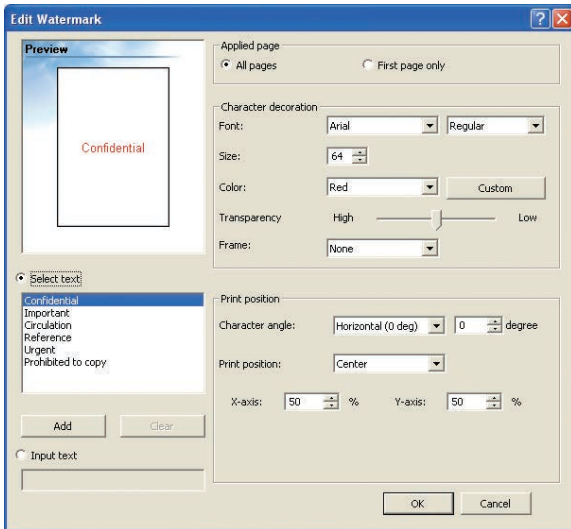 Edit Watermark
Preview
Confidential
Applied page
All pages First page only
Character decoration
Font: Arial Regular
Size: 64
Color: Red Custom
Transparency High Low
Frame: None
Select text
Confidential
Important
Circulation
Reference
Urgent
Prohibited to copy
Add Clear
Input text
Print position
Character angle: Horizontal (0 deg) 0 degree
Print position: Center
X-axis: 50 % Y-axis: 50 %
OK Cancel